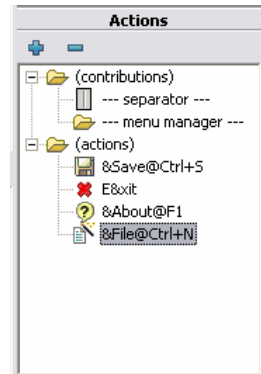 Actions
(contributions)
--- separator ---
--- menu manager ---
(actions)
&Save@Ctrl+S
E&xit
&About@F1
&File@Ctrl+N